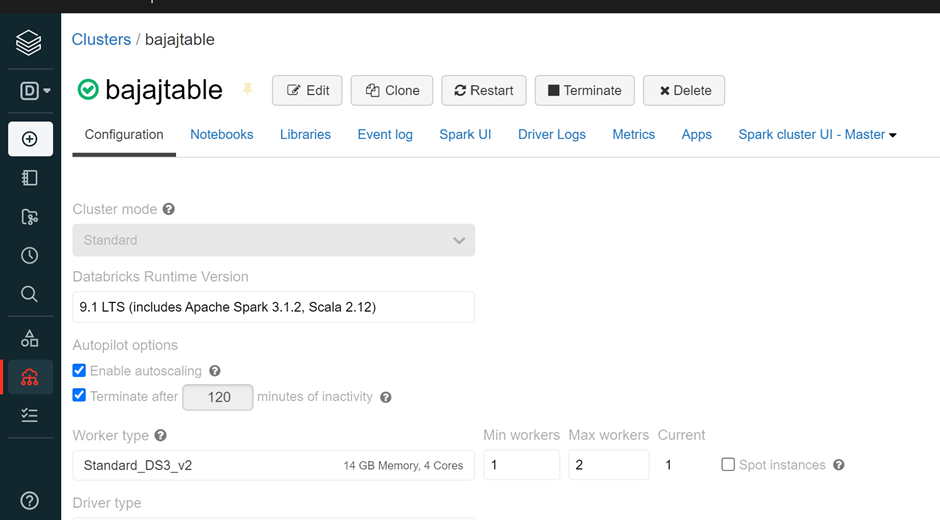 Clusters / bajajtable
bajajtable
Edit
Clone
Restart
Terminate
Delete
Configuration
Notebooks
Libraries
Event log
Spark UI
Driver Logs
Metrics
Apps
Spark cluster UI - Master
Cluster mode ?
Standard
Databricks Runtime Version
9.1 LTS (includes Apache Spark 3.1.2, Scala 2.12)
Autopilot options
Enable autoscaling ?
Terminate after 120 minutes of inactivity ?
Worker type ? Min workers Max workers Current
Standard_DS3_v2 14 GB Memory, 4 Cores 1 2 1 Spot instances ?
Driver type
D
?